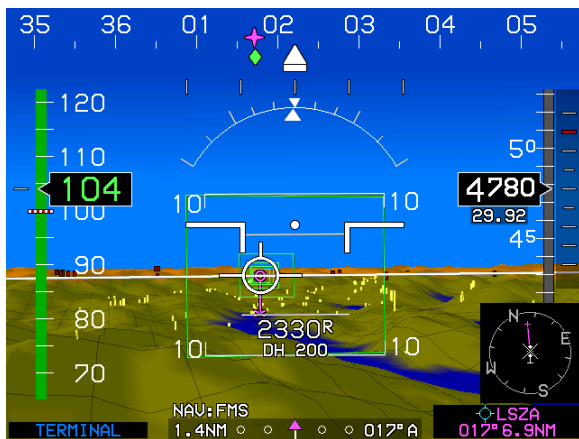 35 36 01 02 03 04 05
120
110
104
100
90
80
70
10 10
10 10
5⁰
4780
29.92
45
2330R
DH 200
N
E
S
W
NAV:FMS
TERMINAL
1.4NM 017°A
LSZA
017°6.9NM